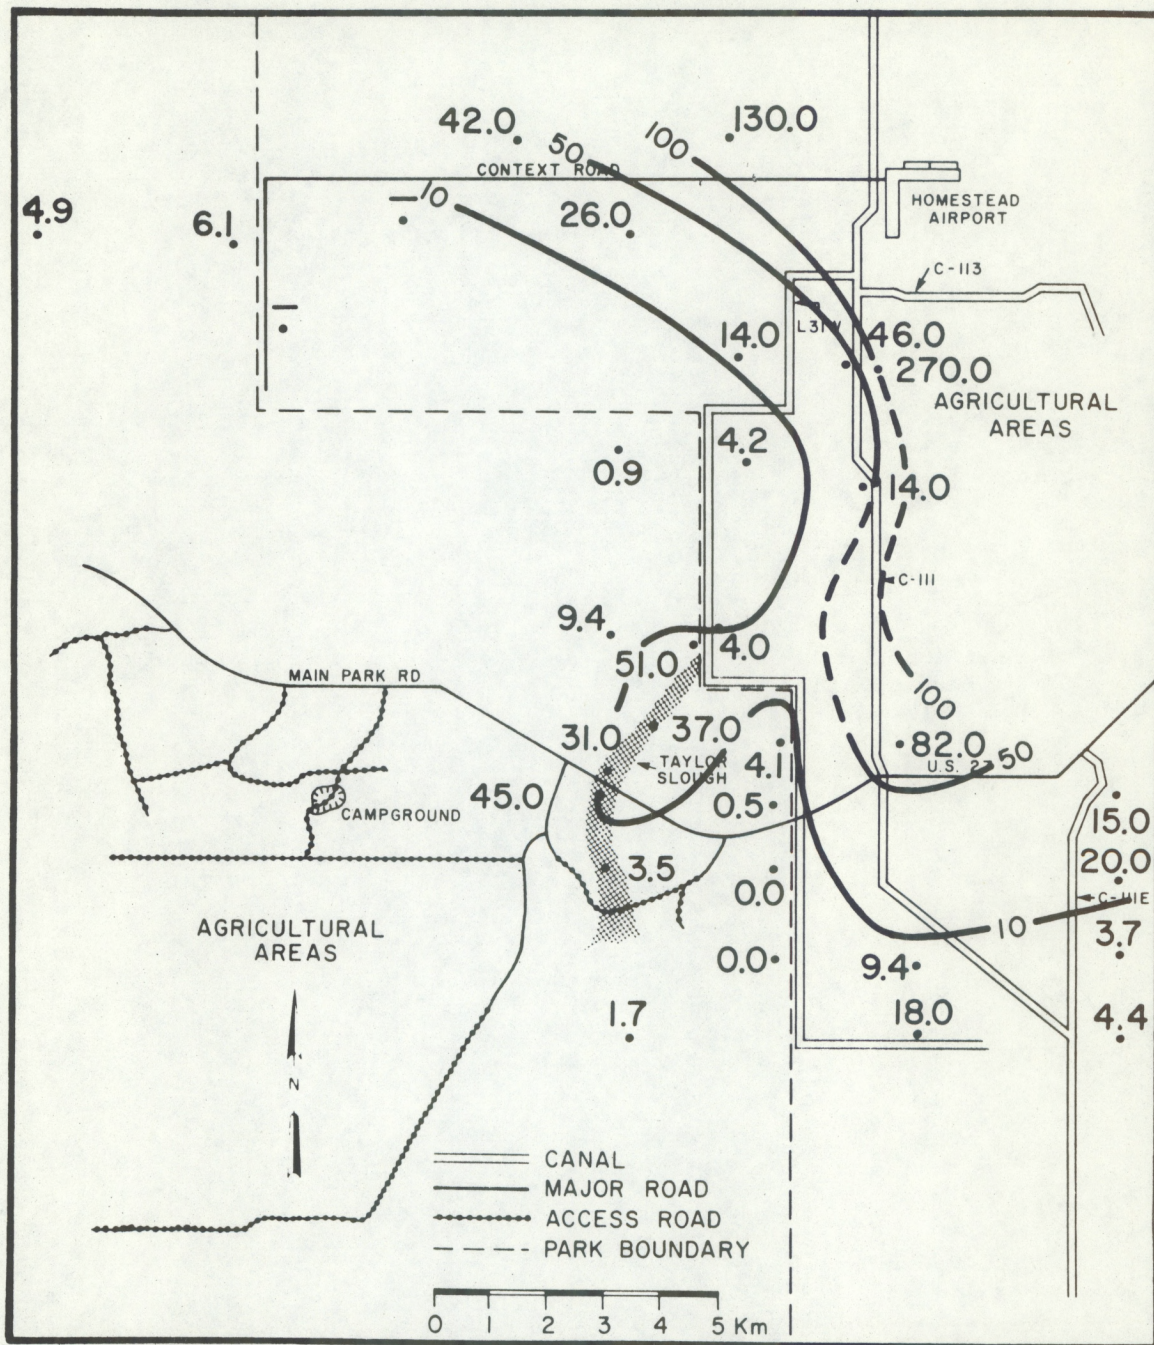 42.0
130.0
50
100
CONTEXT ROAD
4.9
6.1
10
26.0
HOMESTEAD
AIRPORT
C-113
L31W
14.0
46.0
270.0
AGRICULTURAL
AREAS
4.2
0.9
14.0
C-111
9.4
4.0
51.0
MAIN PARK RD
100
31.0
37.0
TAYLOR
SLOUGH
4.1
82.0
U.S. 27
50
45.0
0.5
CAMPGROUND
15.0
3.5
0.0
20.0
C-111E
10
3.7
AGRICULTURAL
AREAS
0.0
9.4
1.7
18.0
4.4
N
CANAL
MAJOR ROAD
ACCESS ROAD
PARK BOUNDARY
0 1 2 3 4 5 Km